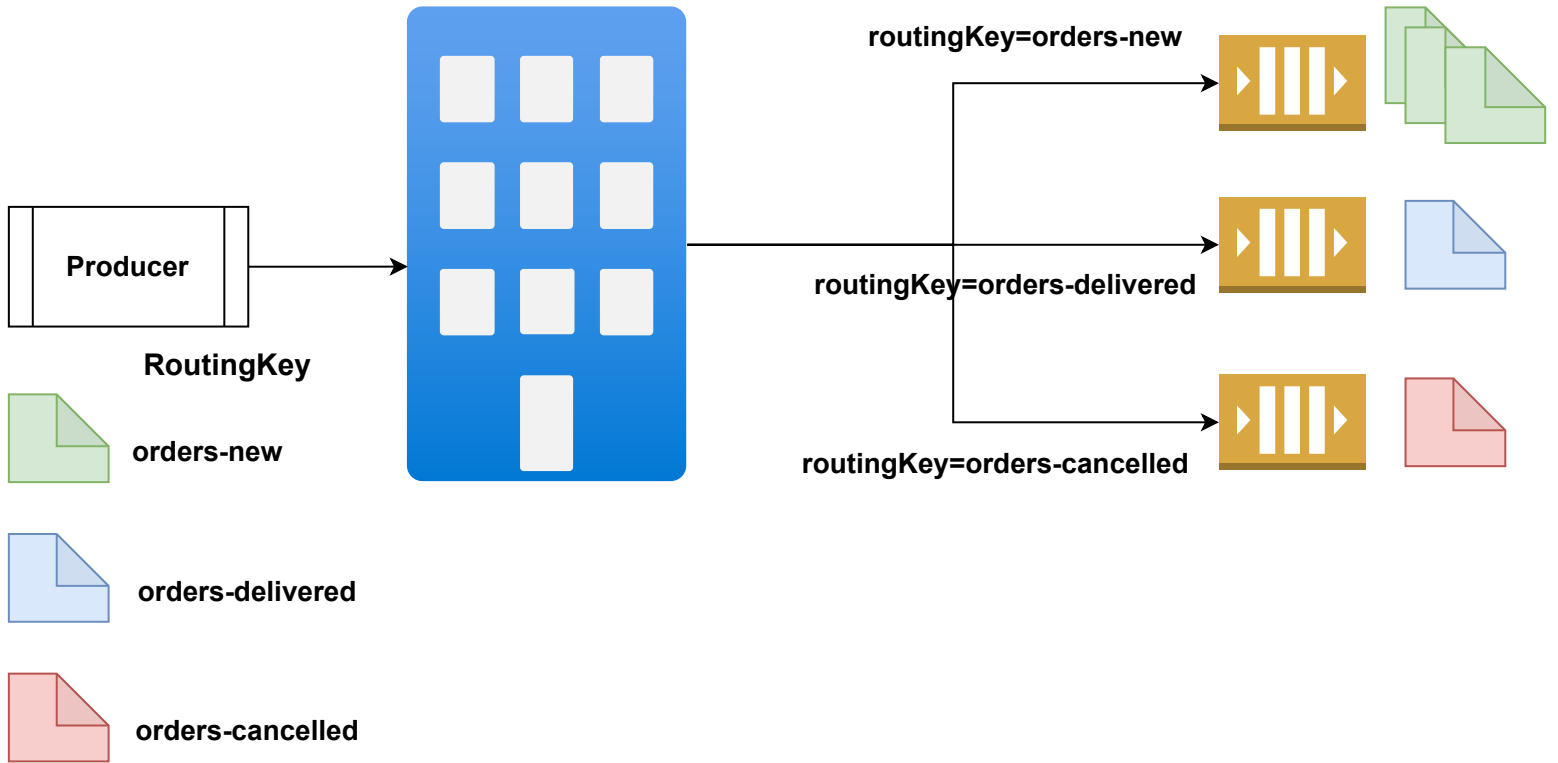 routingKey=orders-new
Producer
routingKey=orders-delivered
RoutingKey
orders-new
routingKey=orders-cancelled
orders-delivered
orders-cancelled